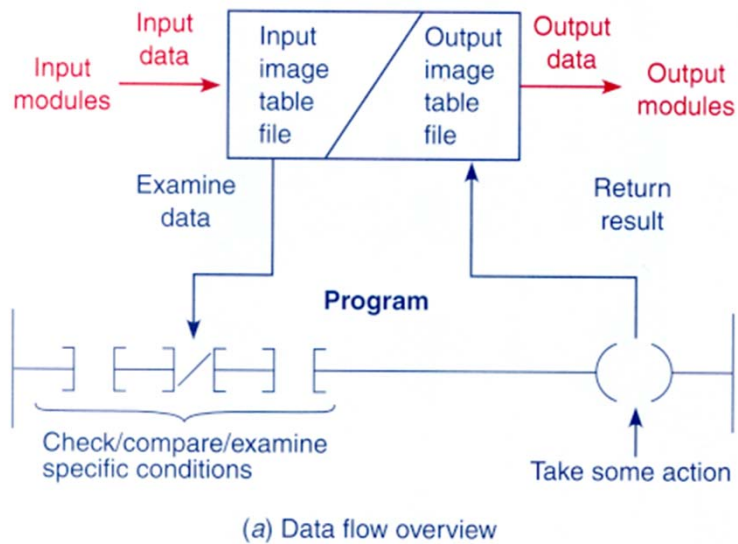 Input
modules
Input
data
Input
image
table
file
Output
image
table
file
Output
data
Output
modules
Examine
data
Return
result
Program
Check/compare/examine
specific conditions
Take some action
(a) Data flow overview